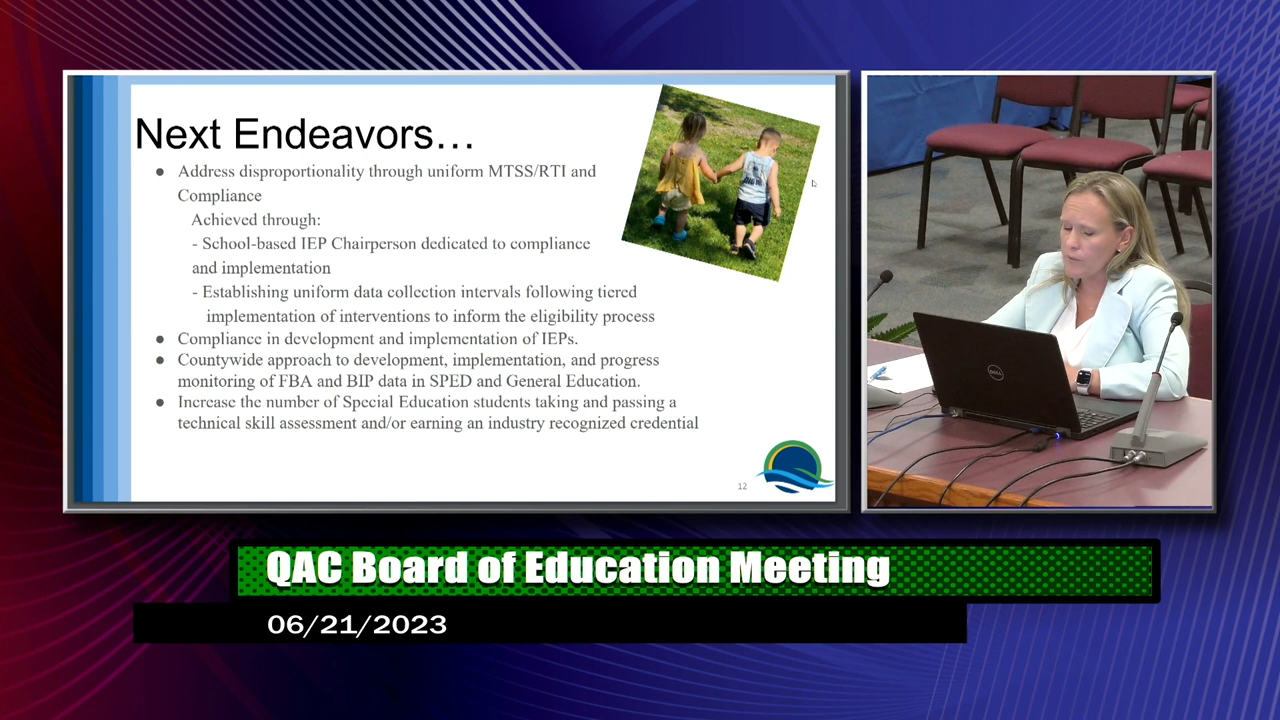 Next Endeavors…
● Address disproportionality through uniform MTSS/RTI and
Compliance
Achieved through:
- School-based IEP Chairperson dedicated to compliance
and implementation
- Establishing uniform data collection intervals following tiered
implementation of interventions to inform the eligibility process
● Compliance in development and implementation of IEPs.
● Countywide approach to development, implementation, and progress
monitoring of FBA and BIP data in SPED and General Education.
● Increase the number of Special Education students taking and passing a
technical skill assessment and/or earning an industry recognized credential
12
DELL
QAC Board of Education Meeting
06/21/2023